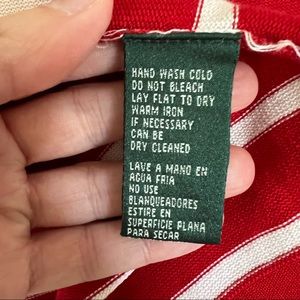 HAND WASH COLD
DO NOT BLEACH
LAY FLAT TO DRY
WARM IRON
IF NECESSARY
CAN BE
DRY CLEANED
LAVE A MANO EN
AGUA FRIA
NO USE
BLANQUEADORES
ESTIRE EN
SUPERFICIE PLANA
PARA SECAR